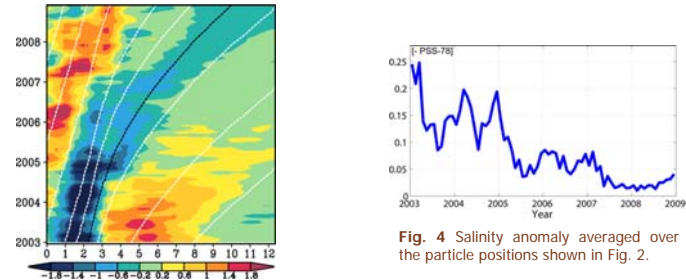 2008
2007
2006
2005
2004
2003
0 1 2 3 4 5 6 7 8 9 10 11 12
-1.8 -1.4 -1 -0.6 -0.2 0.2 0.6 1 1.4 1.8
[- PSS-78]
0.25
0.2
0.15
0.1
0.05
0
2003 2004 2005 2006 2007 2008 2009
Year
Fig. 4 Salinity anomaly averaged over
the particle positions shown in Fig. 2.